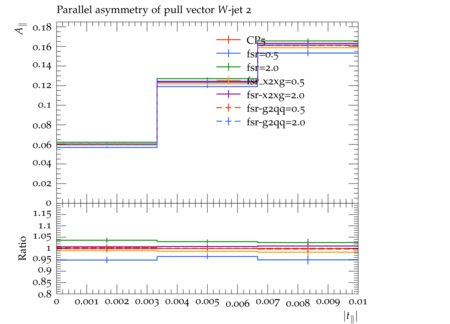 Parallel asymmetry of pull vector W-jet 2
A∥
0.18
0.16
0.14
0.12
0.1
0.08
0.06
0.04
0.02
0
CP5
fsr=0.5
fsr=2.0
fsr_x2xg=0.5
fsr-x2xg=2.0
fsr-g2qq=0.5
fsr-g2qq=2.0
Ratio
1.15
1.1
1.05
1
0.95
0.9
0.85
0.8
0 0.001 0.002 0.003 0.004 0.005 0.006 0.007 0.008 0.009 0.01
|t∥|